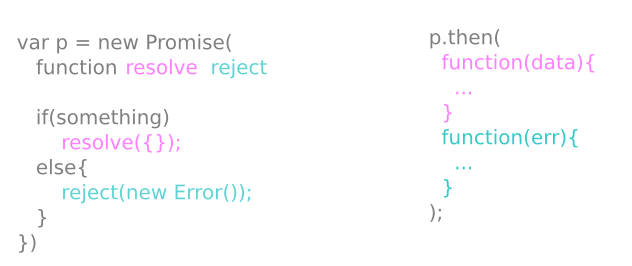 var p = new Promise(
function resolve reject
if(something)
resolve({});
else{
reject(new Error());
}
})
p.then(
function(data){
...
}
function(err){
...
}
);